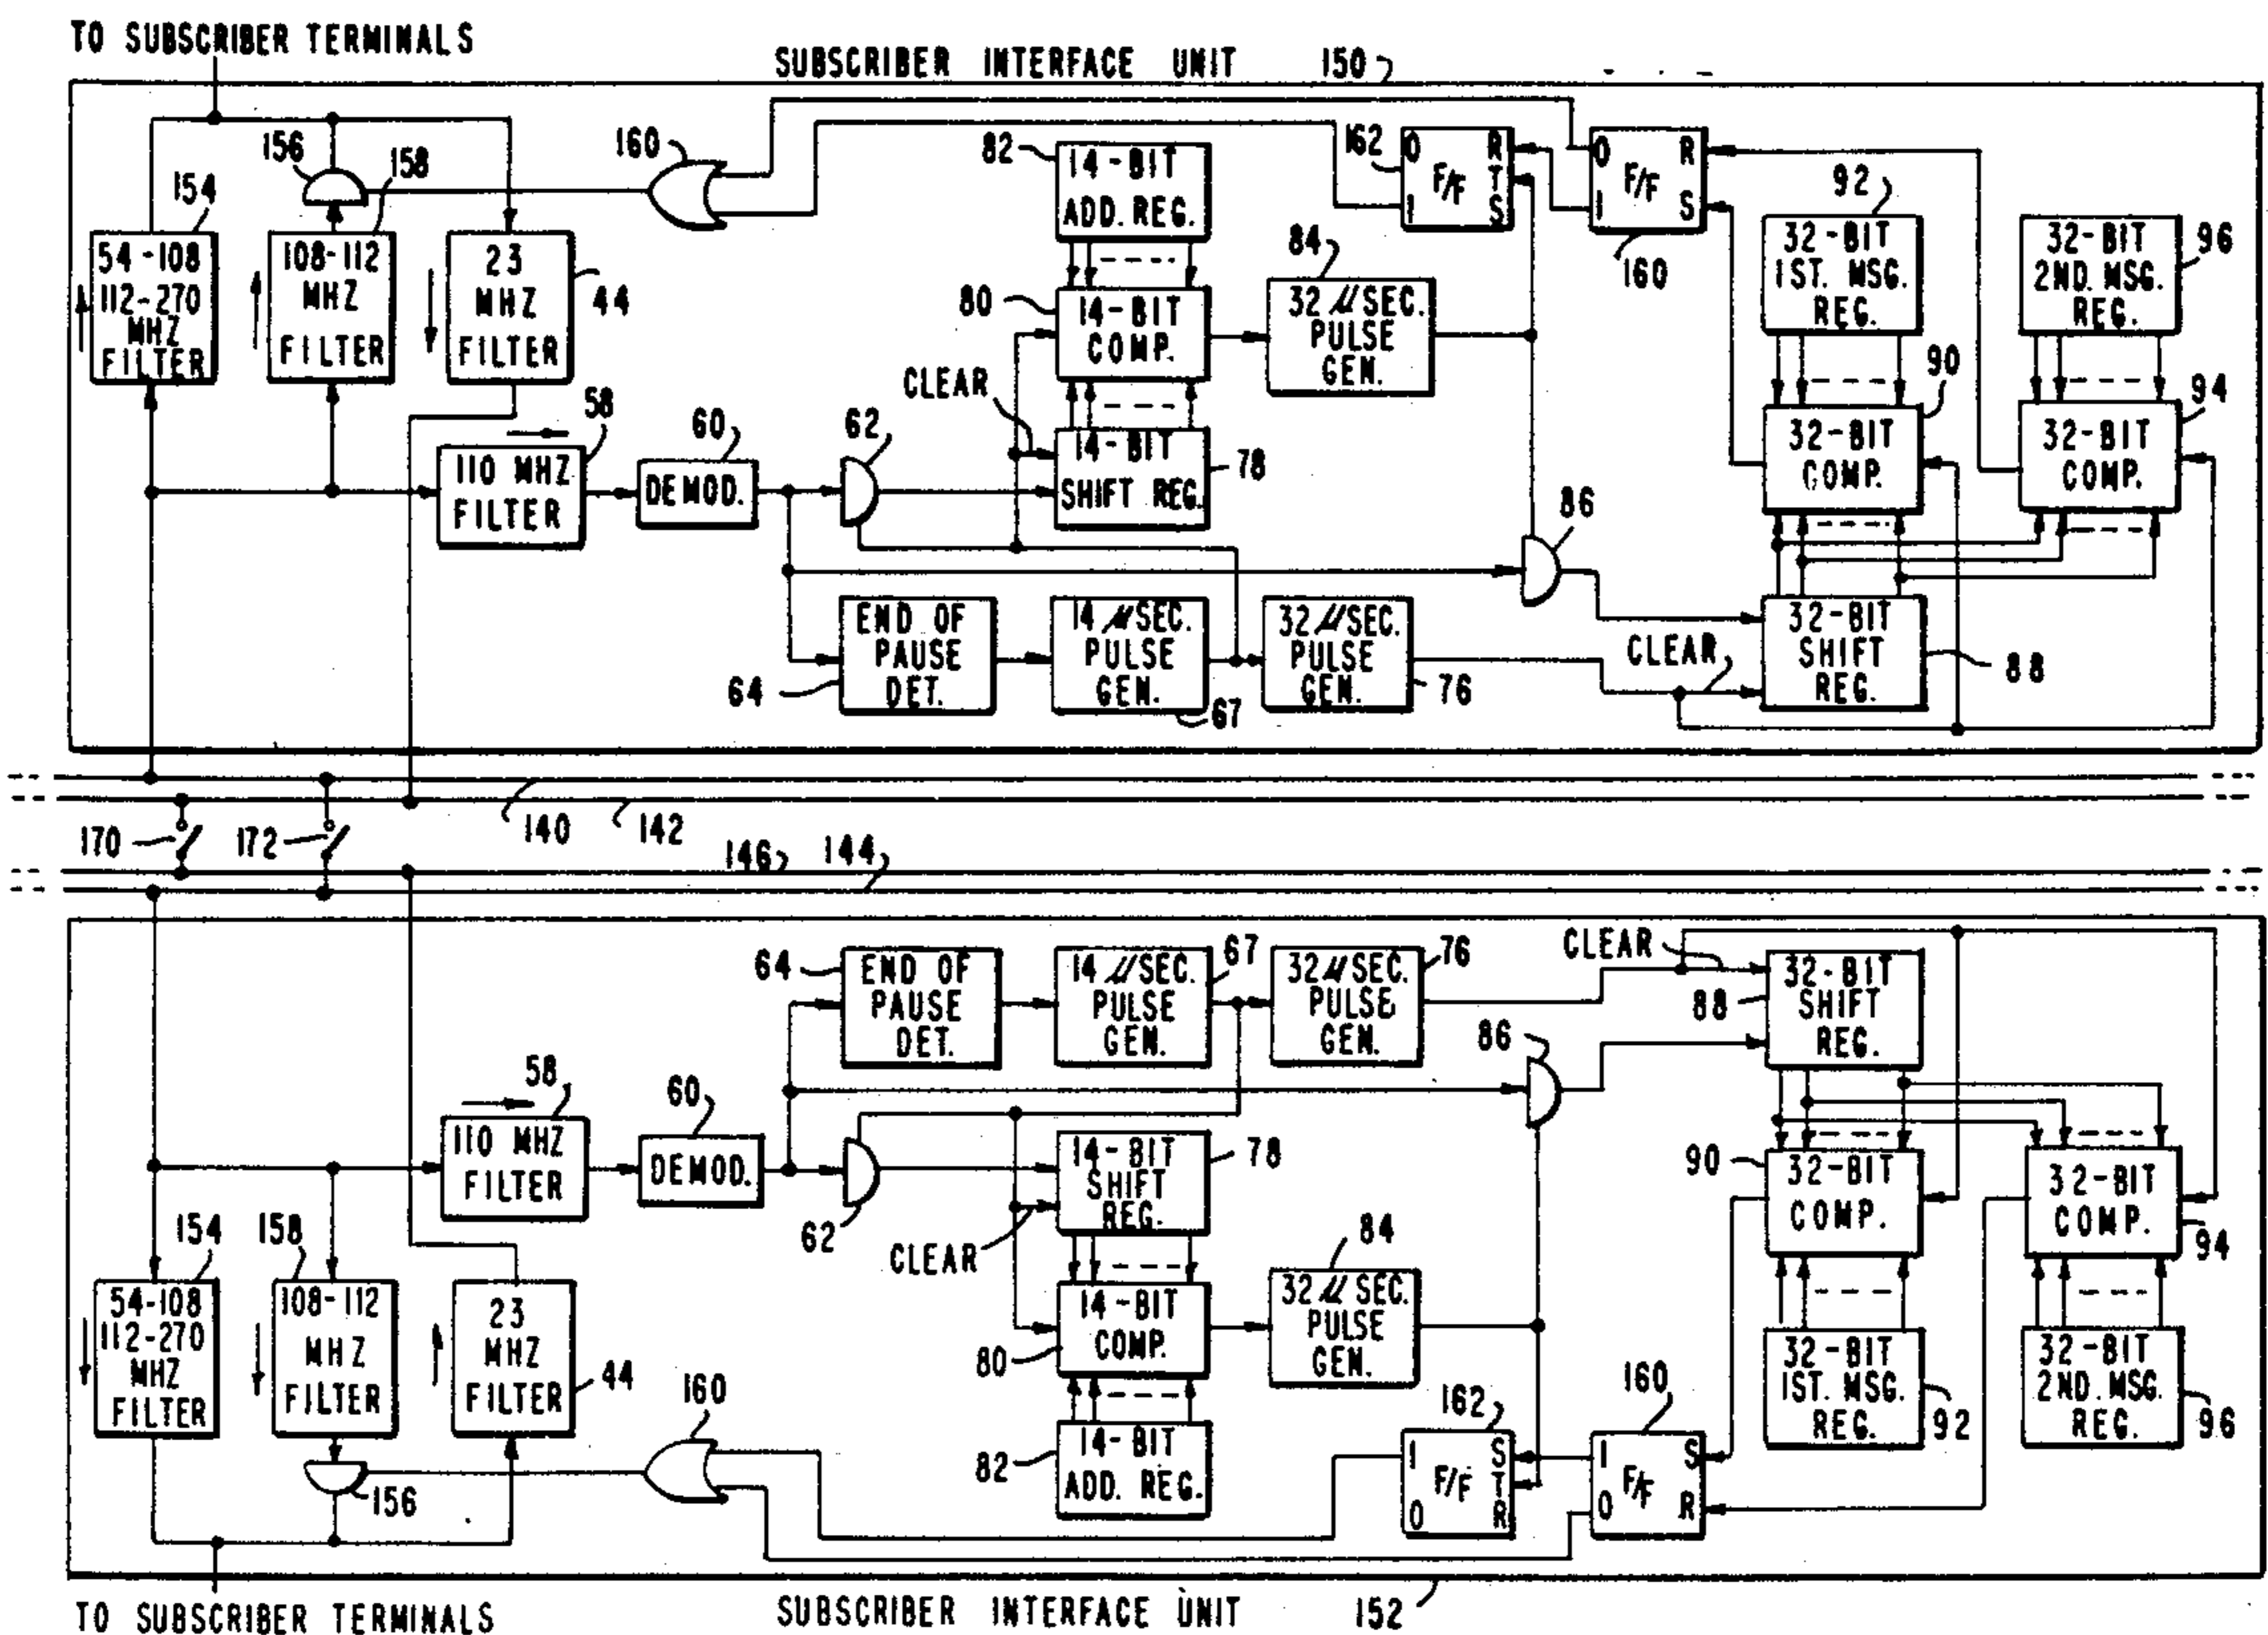 TO SUBSCRIBER TERMINALS
SUBSCRIBER INTERFACE UNIT 150
156
158
154
160
82
14-BIT
ADD. REG.
162
O R
F/F T
I S
O R
F/F
I S
160
92
32-BIT
1ST. MSG.
REG.
32-BIT
2ND. MSG.
REG.
96
54-108
112-270
MHZ
FILTER
108-112
MHZ
FILTER
23
MHZ
FILTER
44
80
14-BIT
COMP.
84
32 μSEC.
PULSE
GEN.
90
32-BIT
COMP.
94
32-BIT
COMP.
CLEAR
58
110 MHZ
FILTER
60
DEMOD.
62
14-BIT
SHIFT REG.
78
86
END OF
PAUSE
DET.
64
14 μSEC.
PULSE
GEN.
67
32 μSEC.
PULSE
GEN.
76
CLEAR
32-BIT
SHIFT
REG.
88
170
172
140
142
146
144
64
END OF
PAUSE
DET.
14 μSEC.
PULSE
GEN.
67
32 μSEC.
PULSE
GEN.
76
CLEAR
88
32-BIT
SHIFT
REG.
86
58
110 MHZ
FILTER
60
DEMOD.
62
14-BIT
SHIFT
REG.
78
CLEAR
90
32-BIT
COMP.
32-BIT
COMP.
94
154
54-108
112-270
MHZ
FILTER
158
108-112
MHZ
FILTER
23
MHZ
FILTER
44
80
14-BIT
COMP.
84
32 μ SEC.
PULSE
GEN.
32-BIT
1ST. MSG.
REG.
92
32-BIT
2ND. MSG.
REG.
96
156
160
82
14-BIT
ADD. REG.
162
I S
F/F T
O R
160
I S
F/F
O R
TO SUBSCRIBER TERMINALS
SUBSCRIBER INTERFACE UNIT
152